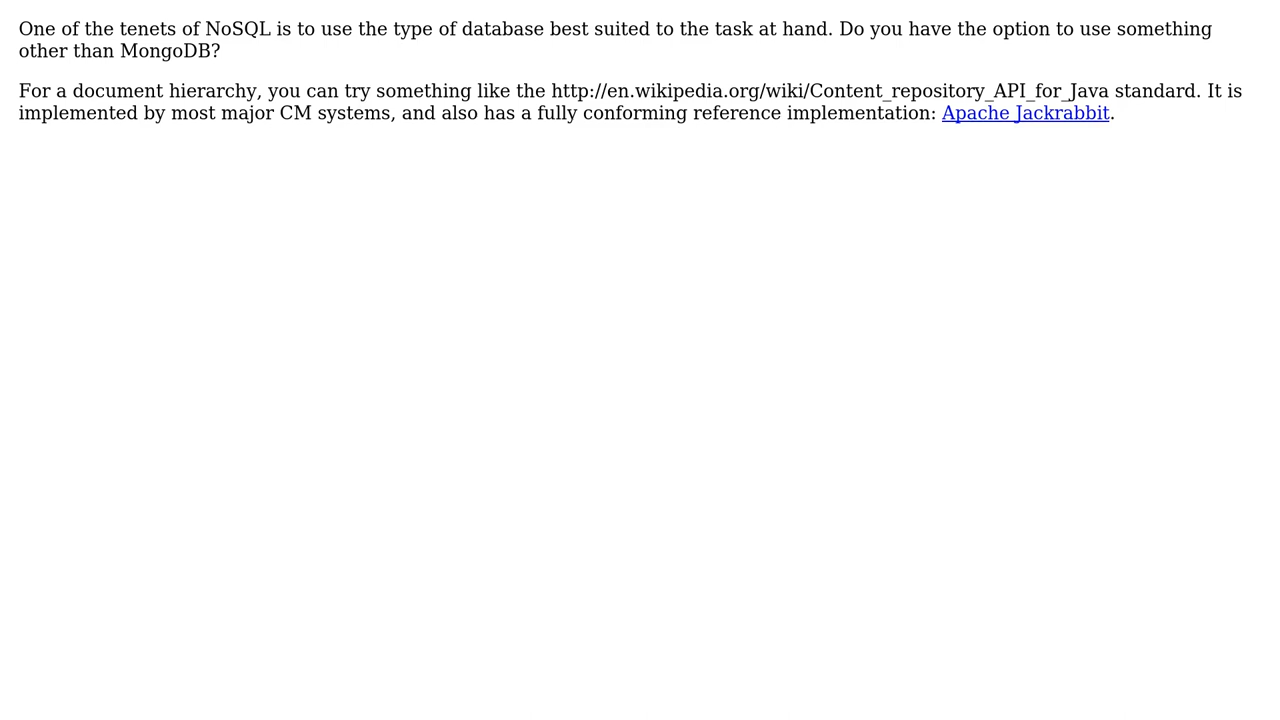 One of the tenets of NoSQL is to use the type of database best suited to the task at hand. Do you have the option to use something
other than MongoDB?
For a document hierarchy, you can try something like the http://en.wikipedia.org/wiki/Content_repository_API_for_Java standard. It is
implemented by most major CM systems, and also has a fully conforming reference implementation: Apache Jackrabbit.